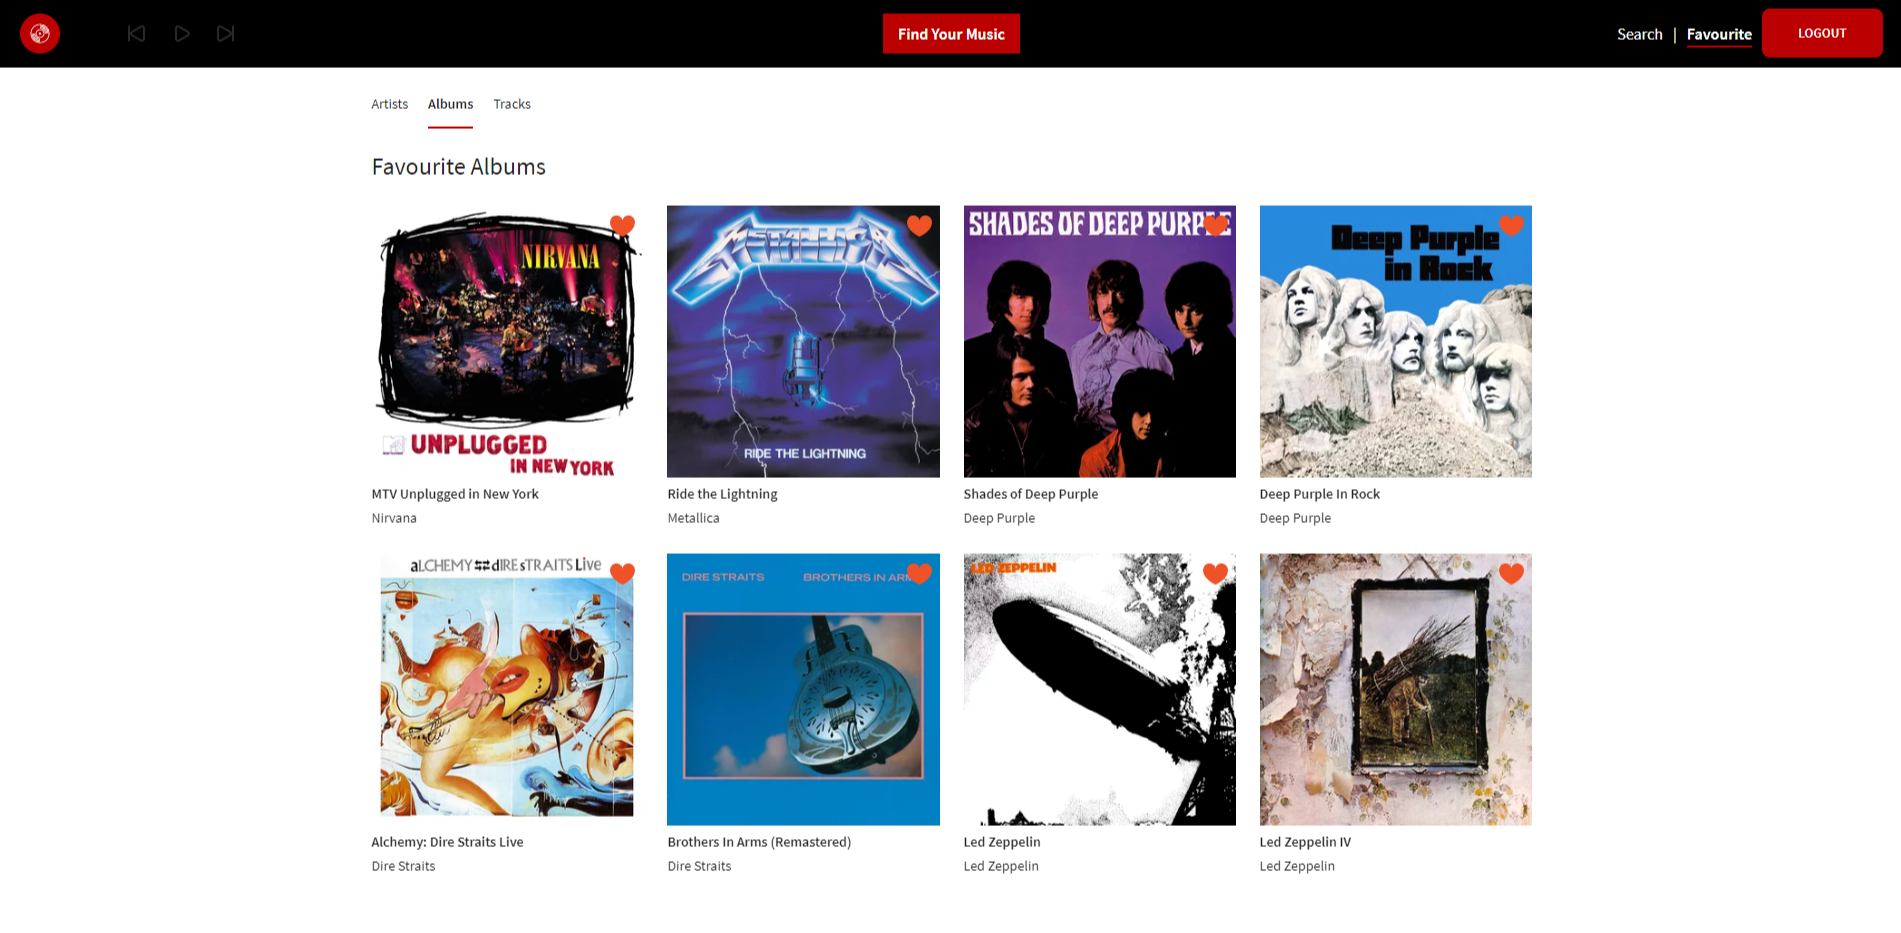 Find Your Music
Search | Favourite
LOGOUT
Artists Albums Tracks
Favourite Albums
NIRVANA
UNPLUGGED
IN NEW YORK
MTV Unplugged in New York
Nirvana
METALLICA
RIDE THE LIGHTNING
Ride the Lightning
Metallica
SHADES OF DEEP PURPLE
Shades of Deep Purple
Deep Purple
Deep Purple
in Rock
Deep Purple In Rock
Deep Purple
aLCHEMY dIRE sTRAITS Live
Alchemy: Dire Straits Live
Dire Straits
DIRE STRAITS BROTHERS IN ARM
Brothers In Arms (Remastered)
Dire Straits
LED ZEPPELIN
Led Zeppelin
Led Zeppelin
Led Zeppelin IV
Led Zeppelin